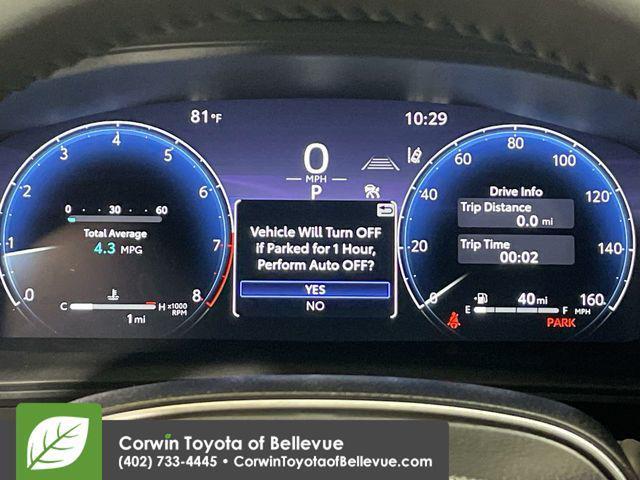 81°F
10:29
0
MPH
P
0 1 2 3 4 5 6 7 8
0 30 60
Total Average
4.3 MPG
C H x1000 RPM
1 mi
Vehicle Will Turn OFF
if Parked for 1 Hour,
Perform Auto OFF?
YES
NO
0 20 40 60 80 100 120 140 160 MPH
Drive Info
Trip Distance
0.0 mi
Trip Time
00:02
40 mi
E F
PARK
Corwin Toyota of Bellevue
(402) 733-4445 • CorwinToyotaofBellevue.com